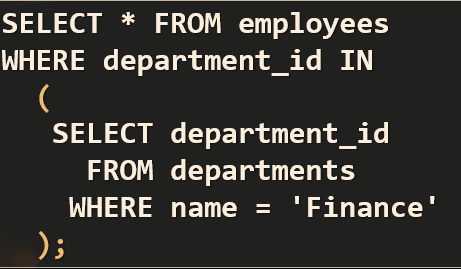 SELECT * FROM employees
WHERE department_id IN
(
SELECT department_id
FROM departments
WHERE name = 'Finance'
);